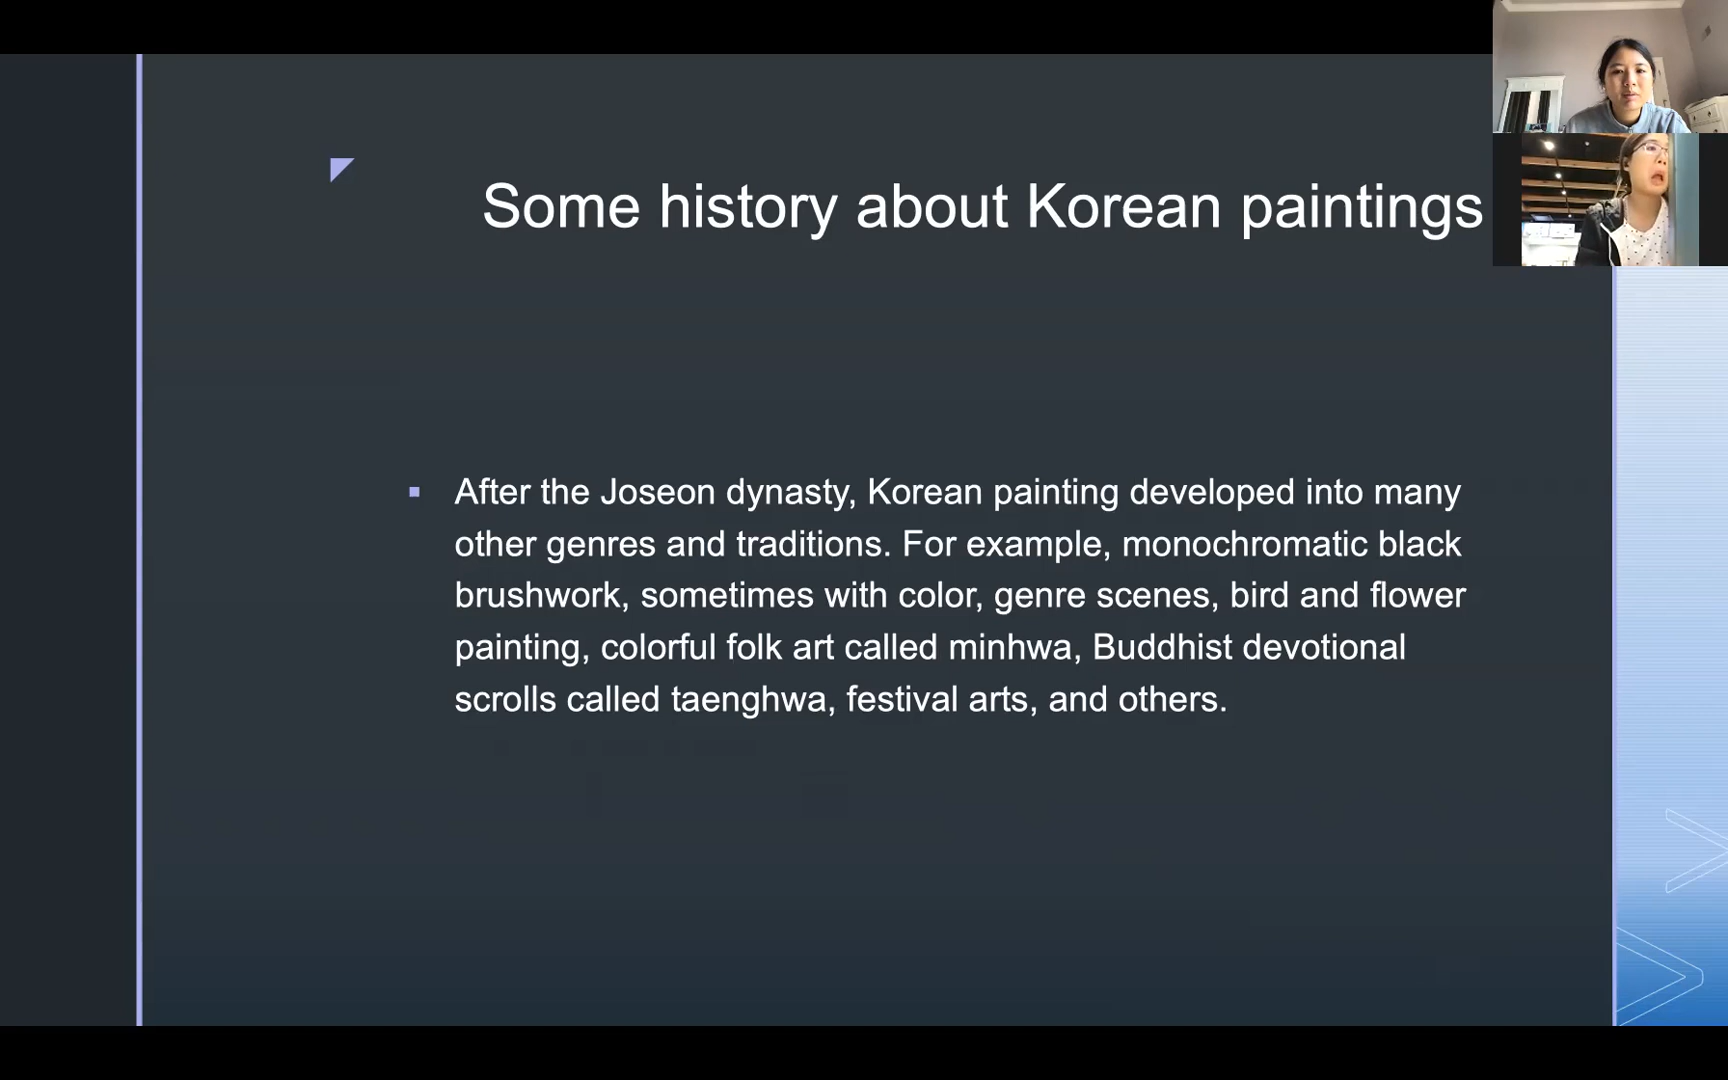 Some history about Korean paintings
After the Joseon dynasty, Korean painting developed into many
other genres and traditions. For example, monochromatic black
brushwork, sometimes with color, genre scenes, bird and flower
painting, colorful folk art called minhwa, Buddhist devotional
scrolls called taenghwa, festival arts, and others.